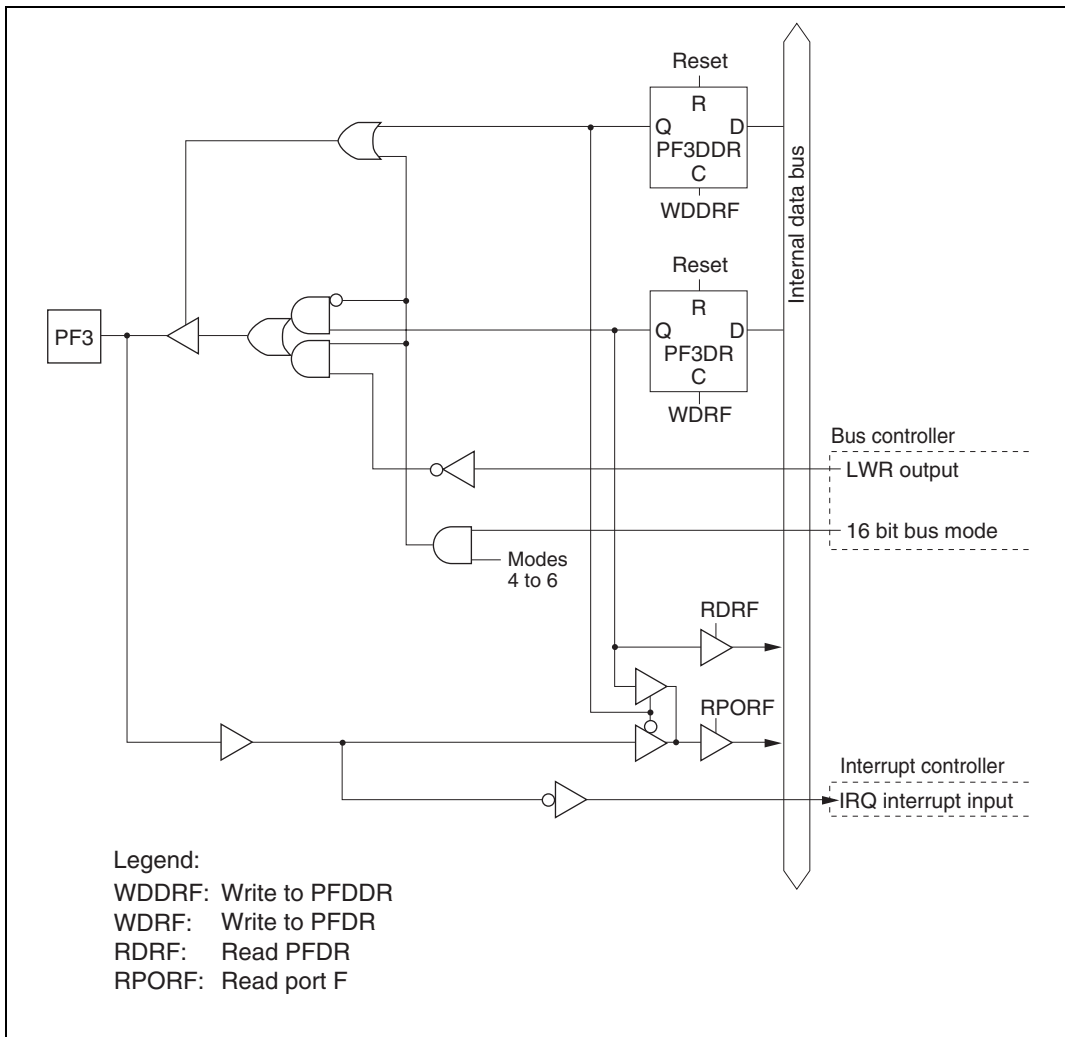 Reset
R
Q D
PF3DDR
C
WDDRF
Internal data bus
Reset
R
PF3
Q D
PF3DR
C
WDRF
Bus controller
LWR output
16 bit bus mode
Modes
4 to 6
RDRF
RPORF
Interrupt controller
IRQ interrupt input
Legend:
WDDRF: Write to PFDDR
WDRF: Write to PFDR
RDRF: Read PFDR
RPORF: Read port F